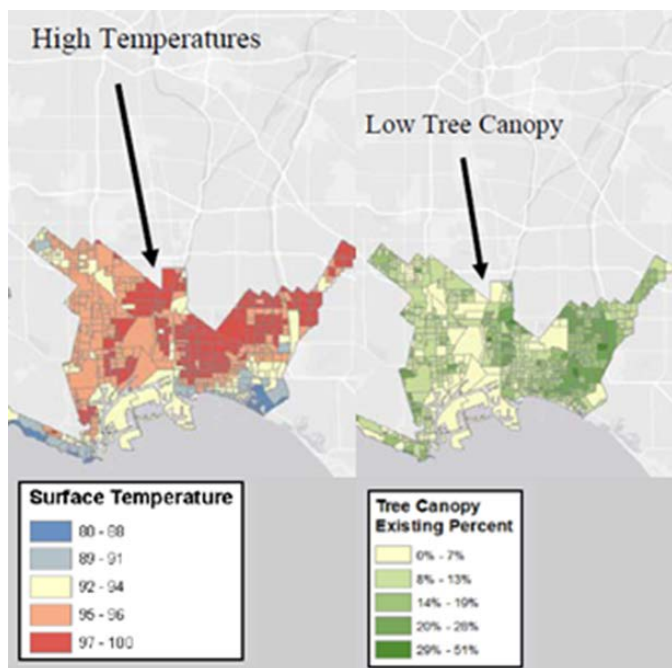 High Temperatures
Low Tree Canopy
Surface Temperature
80 - 88
89 - 91
92 - 94
95 - 96
97 - 100
Tree Canopy
Existing Percent
0% - 7%
8% - 13%
14% - 19%
20% - 28%
29% - 51%